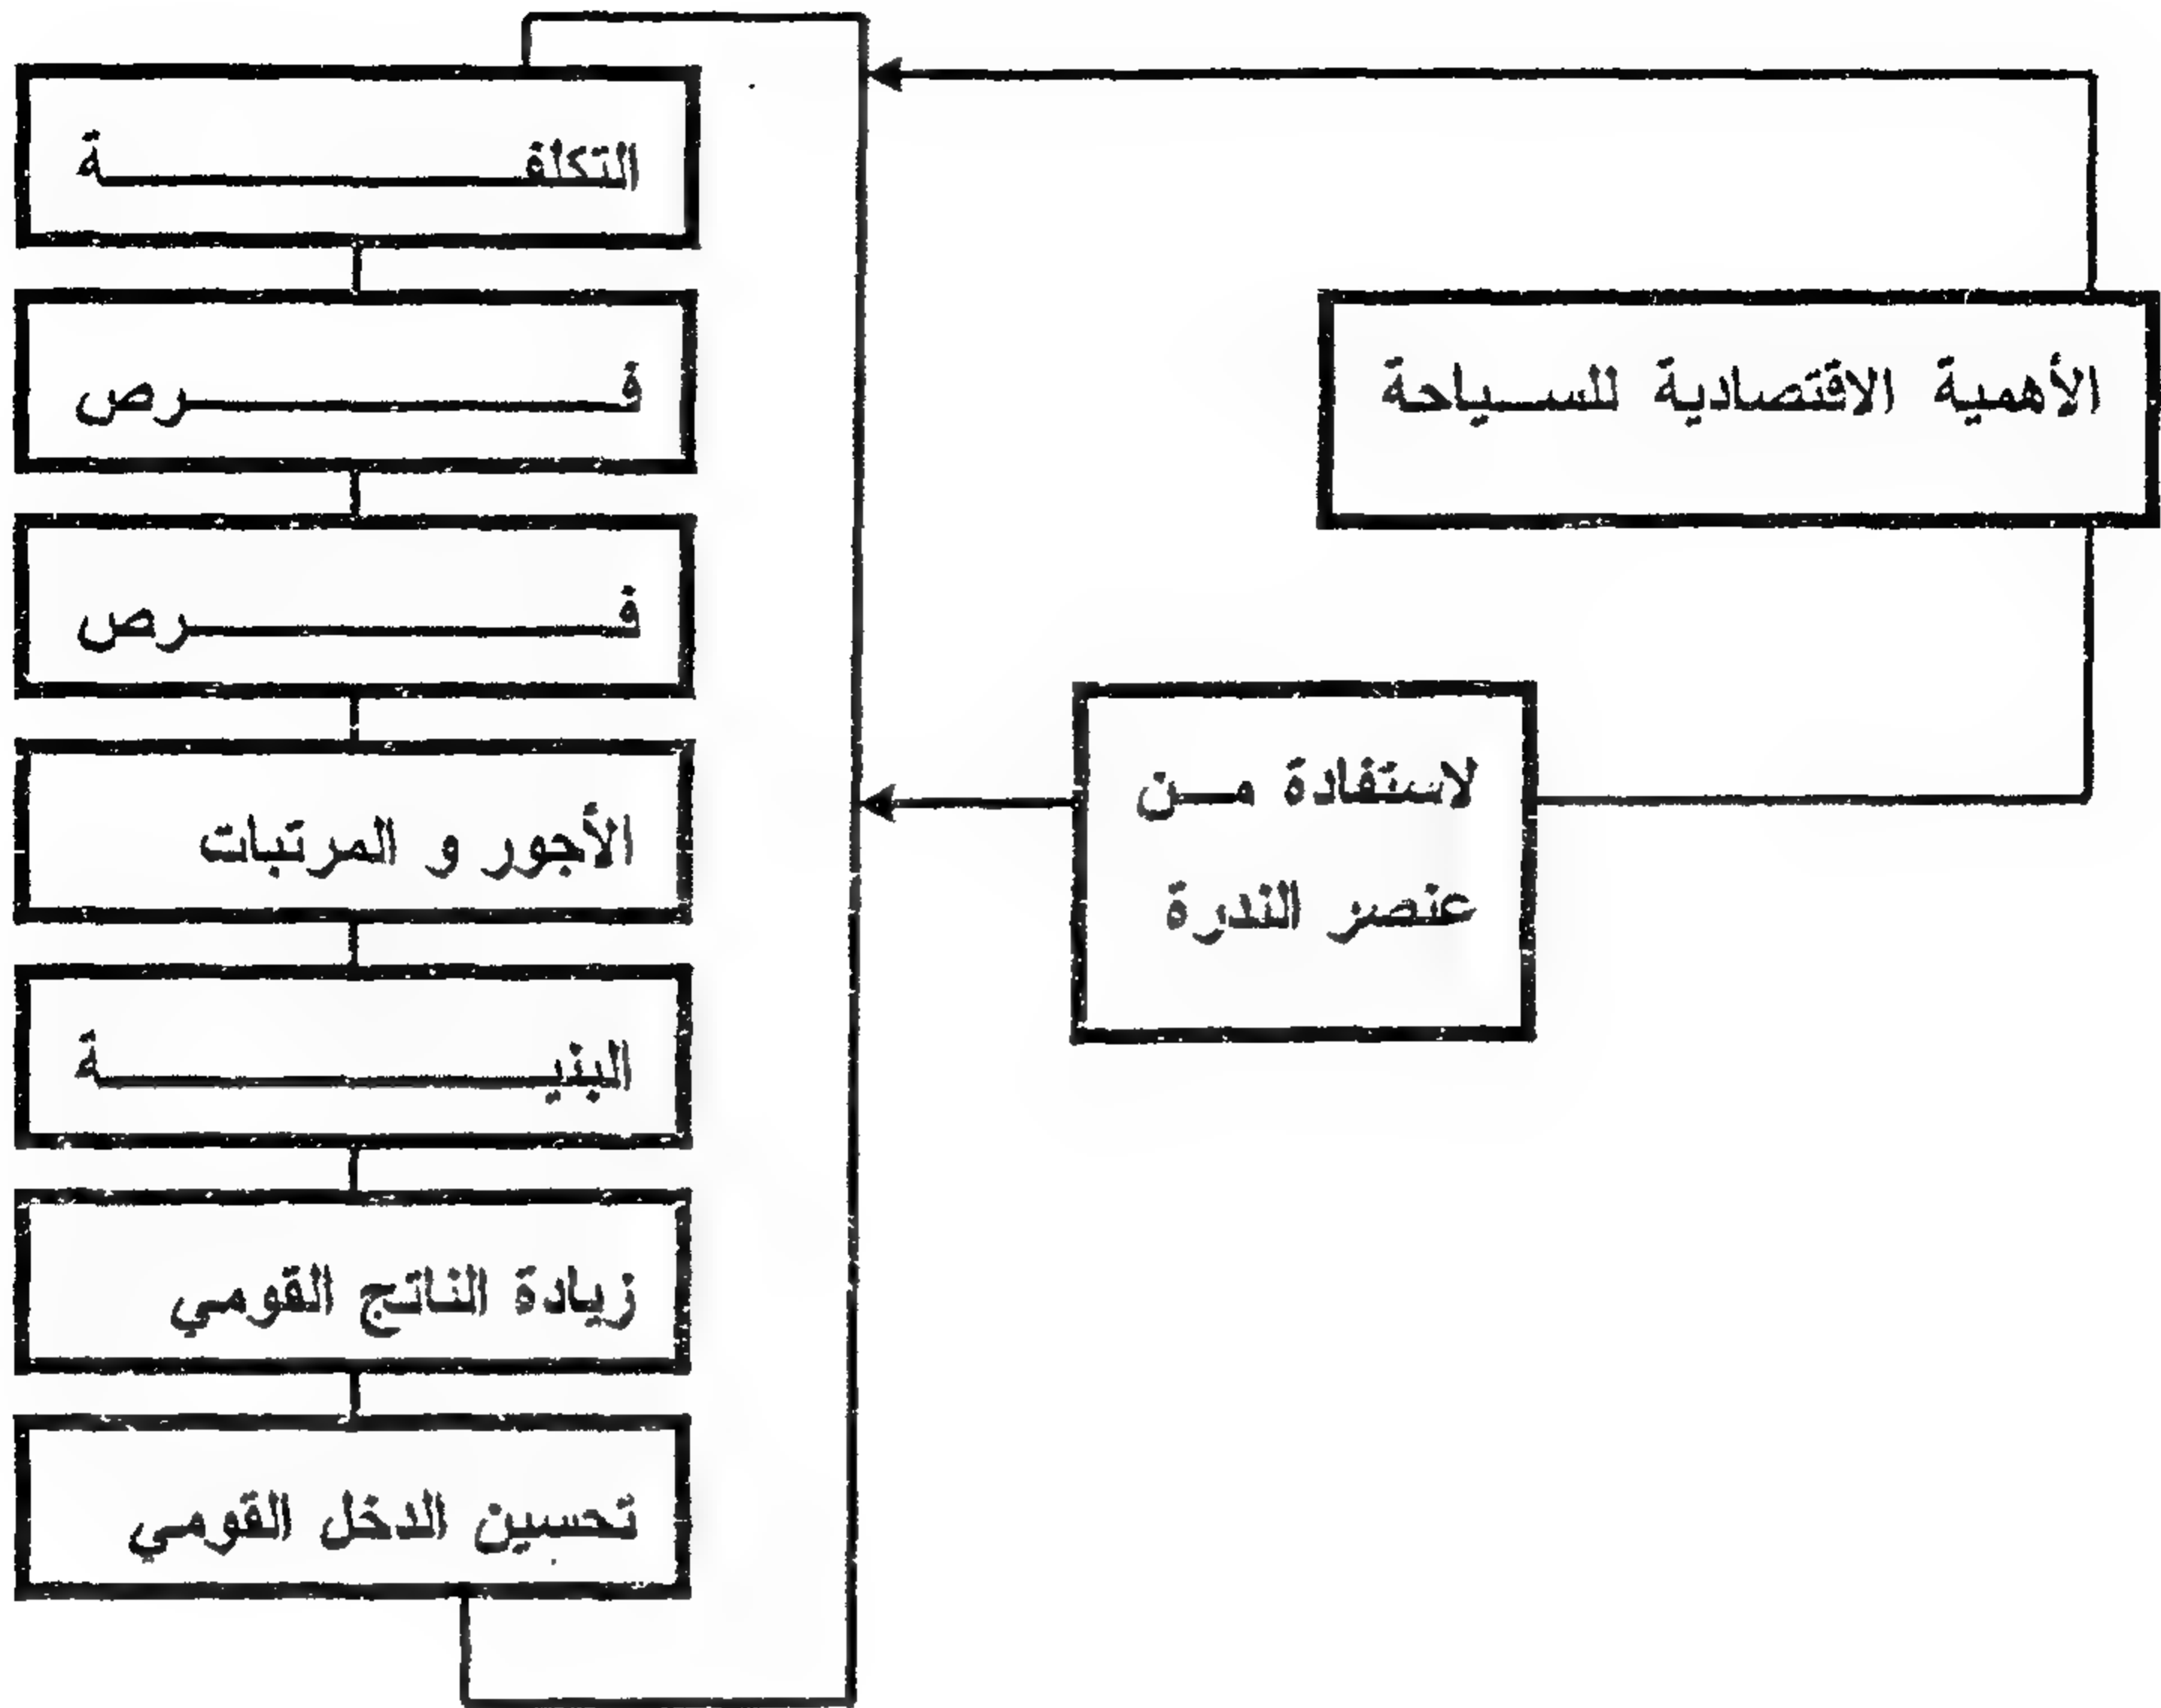 الأهمية الاقتصادية للسياحة
لاستفادة من
عنصر الندرة
التكلفة
فرص
فرص
الأجور و المرتبات
البنية
زيادة الناتج القومي
تحسين الدخل القومي